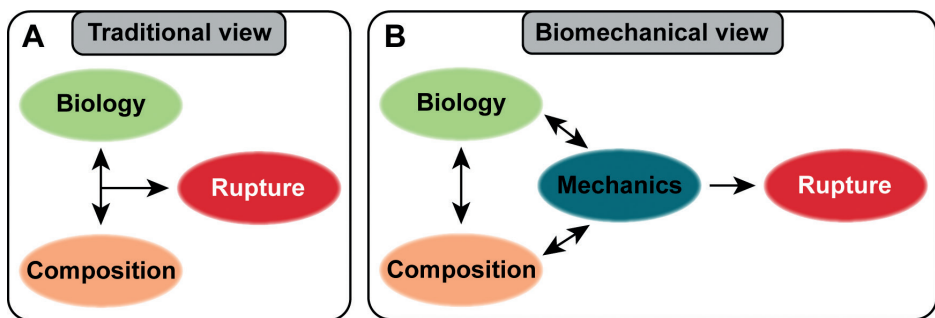 A
Traditional view
Biology
Rupture
Composition
B
Biomechanical view
Biology
Mechanics
Rupture
Composition